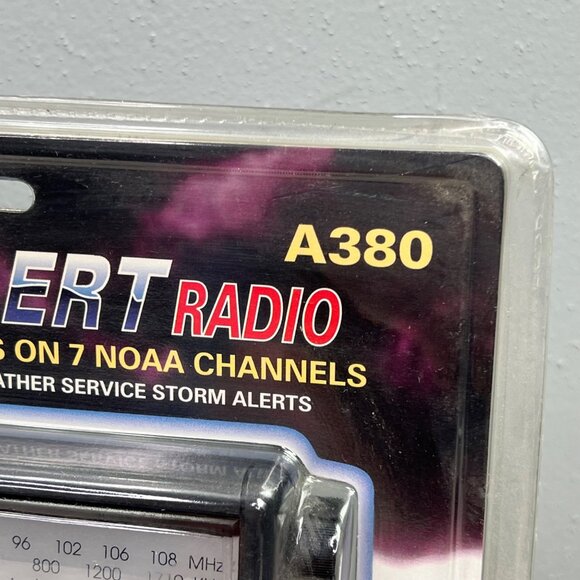 A380
ERT RADIO
S ON 7 NOAA CHANNELS
ATHER SERVICE STORM ALERTS
96 102 106 108 MHz
800 1200